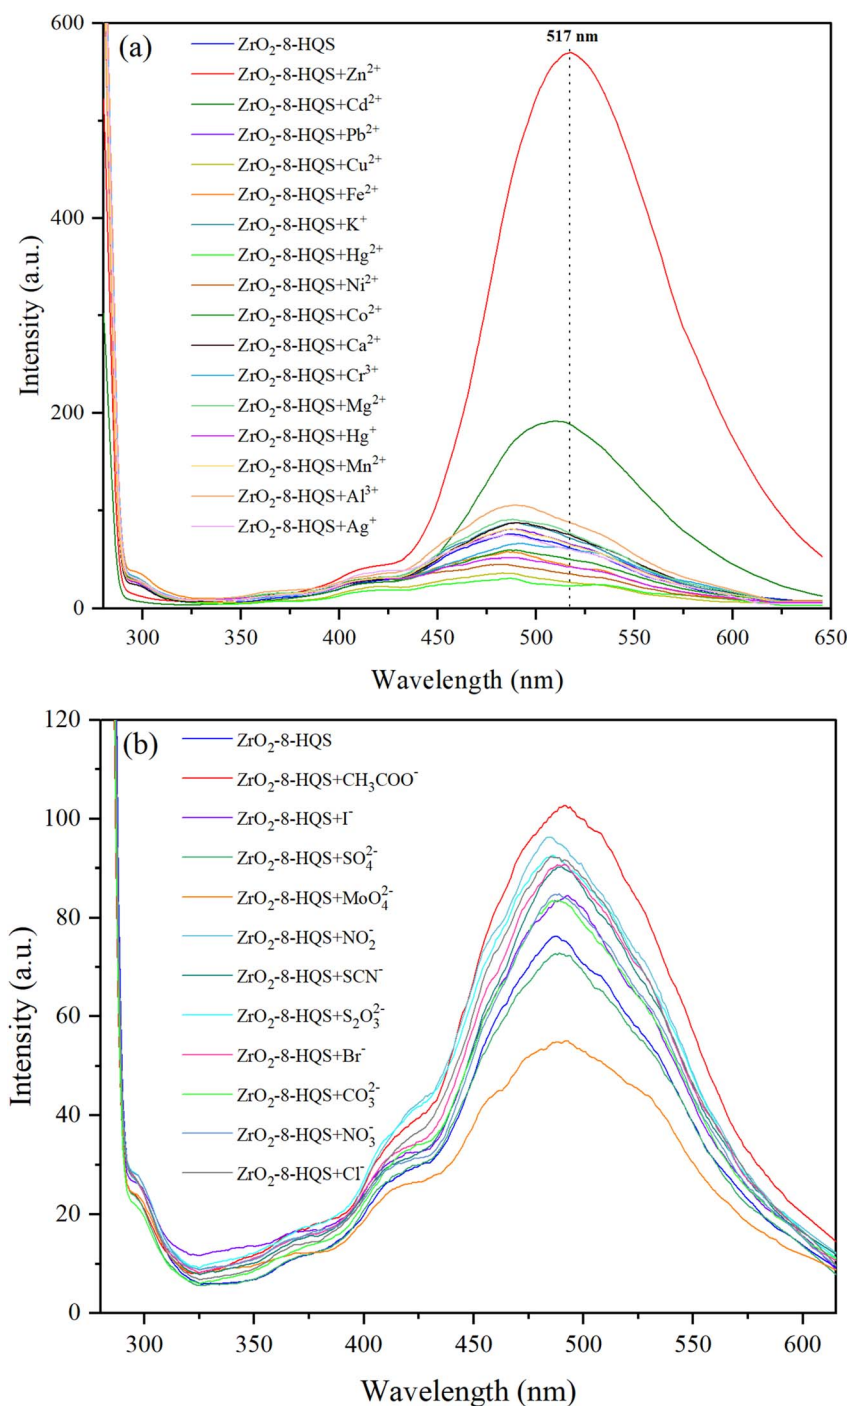 600
(a)
517 nm
ZrO₂-8-HQS
ZrO₂-8-HQS+Zn²⁺
ZrO₂-8-HQS+Cd²⁺
ZrO₂-8-HQS+Pb²⁺
ZrO₂-8-HQS+Cu²⁺
ZrO₂-8-HQS+Fe²⁺
ZrO₂-8-HQS+K⁺
ZrO₂-8-HQS+Hg²⁺
ZrO₂-8-HQS+Ni²⁺
ZrO₂-8-HQS+Co²⁺
ZrO₂-8-HQS+Ca²⁺
ZrO₂-8-HQS+Cr³⁺
ZrO₂-8-HQS+Mg²⁺
ZrO₂-8-HQS+Hg⁺
ZrO₂-8-HQS+Mn²⁺
ZrO₂-8-HQS+Al³⁺
ZrO₂-8-HQS+Ag⁺
400
200
0
Intensity (a.u.)
300 350 400 450 500 550 600 650
Wavelength (nm)
120
(b)
ZrO₂-8-HQS
ZrO₂-8-HQS+CH₃COO⁻
ZrO₂-8-HQS+I⁻
ZrO₂-8-HQS+SO₄²⁻
ZrO₂-8-HQS+MoO₄²⁻
ZrO₂-8-HQS+NO₂⁻
ZrO₂-8-HQS+SCN⁻
ZrO₂-8-HQS+S₂O₃²⁻
ZrO₂-8-HQS+Br⁻
ZrO₂-8-HQS+CO₃²⁻
ZrO₂-8-HQS+NO₃⁻
ZrO₂-8-HQS+Cl⁻
100
80
60
40
20
0
Intensity (a.u.)
300 350 400 450 500 550 600
Wavelength (nm)